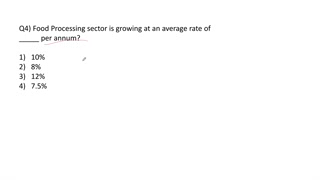 Q4) Food Processing sector is growing at an average rate of
_____ per annum?
1) 10%
2) 8%
3) 12%
4) 7.5%